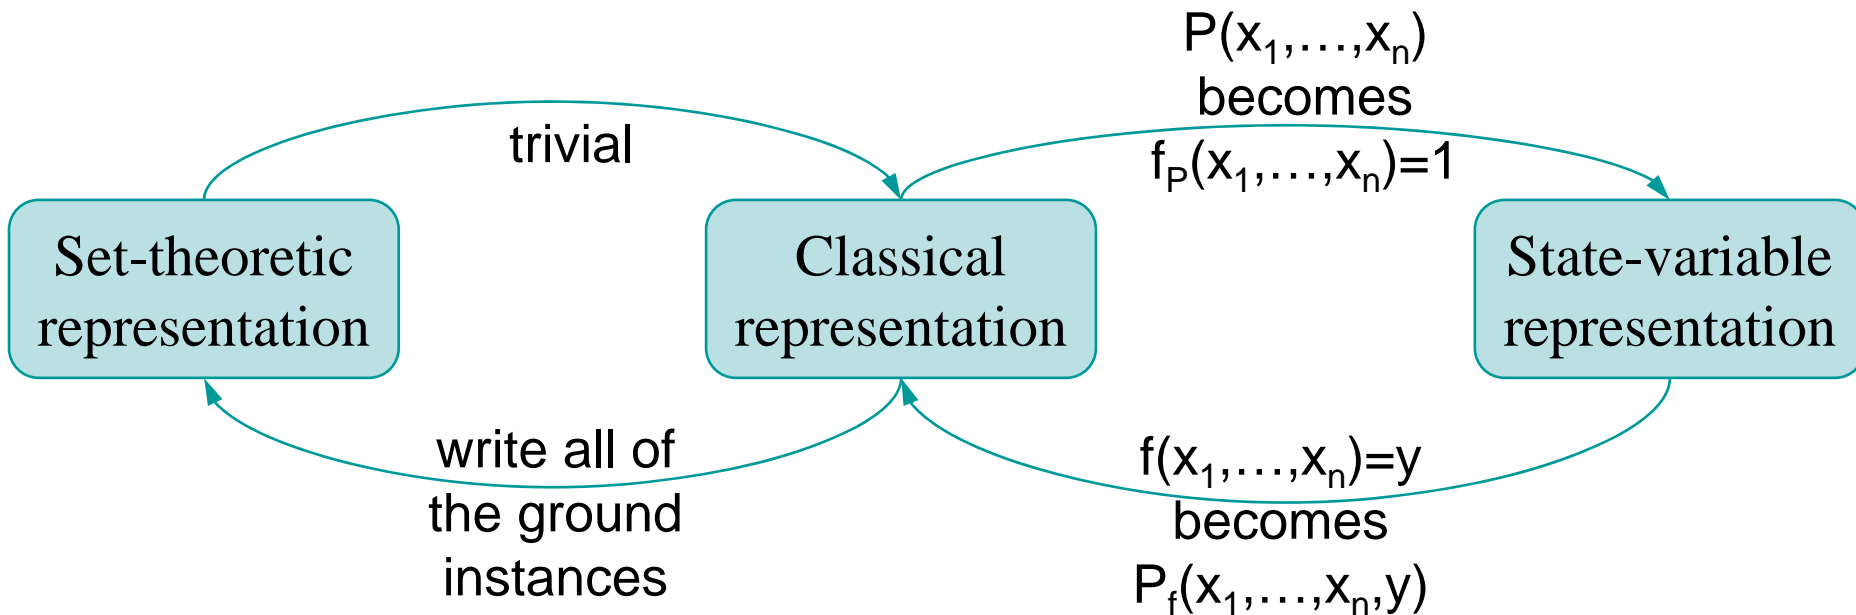 P(x₁,…,xₙ)
becomes
fₚ(x₁,…,xₙ)=1
trivial
Set-theoretic
representation
Classical
representation
State-variable
representation
write all of
the ground
instances
f(x₁,…,xₙ)=y
becomes
P_f(x₁,…,xₙ,y)